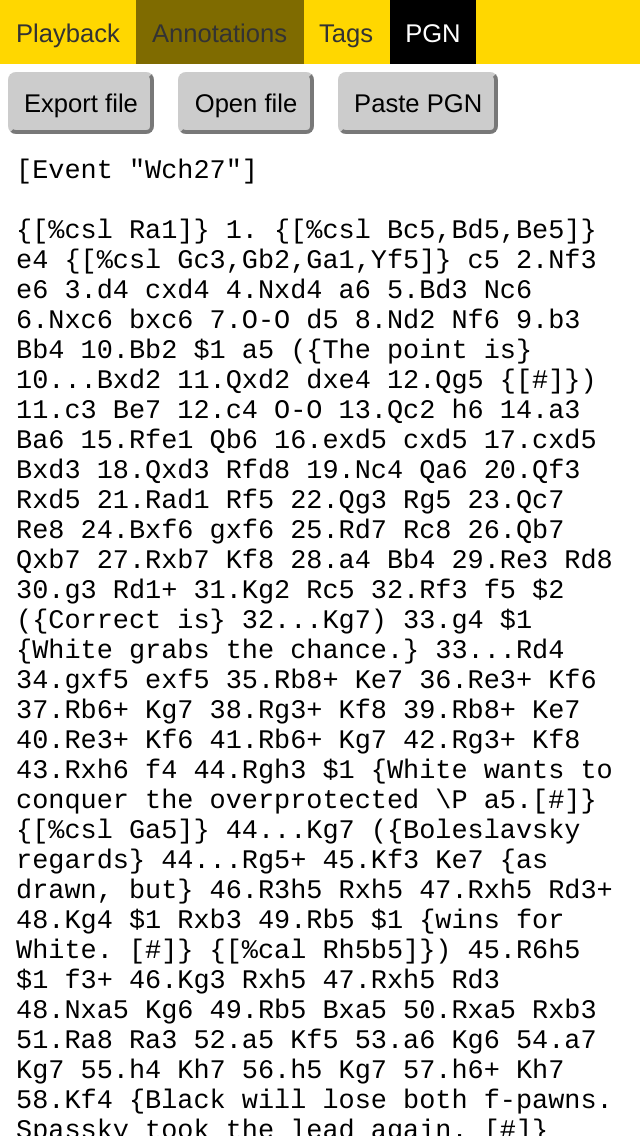 Playback Annotations Tags PGN
Export file Open file Paste PGN
[Event "Wch27"]
{[%csl Ra1]} 1. {[%csl Bc5,Bd5,Be5]}
e4 {[%csl Gc3,Gb2,Ga1,Yf5]} c5 2.Nf3
e6 3.d4 cxd4 4.Nxd4 a6 5.Bd3 Nc6
6.Nxc6 bxc6 7.O-O d5 8.Nd2 Nf6 9.b3
Bb4 10.Bb2 $1 a5 ({The point is}
10...Bxd2 11.Qxd2 dxe4 12.Qg5 {[#]})
11.c3 Be7 12.c4 O-O 13.Qc2 h6 14.a3
Ba6 15.Rfe1 Qb6 16.exd5 cxd5 17.cxd5
Bxd3 18.Qxd3 Rfd8 19.Nc4 Qa6 20.Qf3
Rxd5 21.Rad1 Rf5 22.Qg3 Rg5 23.Qc7
Re8 24.Bxf6 gxf6 25.Rd7 Rc8 26.Qb7
Qxb7 27.Rxb7 Kf8 28.a4 Bb4 29.Re3 Rd8
30.g3 Rd1+ 31.Kg2 Rc5 32.Rf3 f5 $2
({Correct is} 32...Kg7) 33.g4 $1
{White grabs the chance.} 33...Rd4
34.gxf5 exf5 35.Rb8+ Ke7 36.Re3+ Kf6
37.Rb6+ Kg7 38.Rg3+ Kf8 39.Rb8+ Ke7
40.Re3+ Kf6 41.Rb6+ Kg7 42.Rg3+ Kf8
43.Rxh6 f4 44.Rgh3 $1 {White wants to
conquer the overprotected \P a5.[#]}
{[%csl Ga5]} 44...Kg7 ({Boleslavsky
regards} 44...Rg5+ 45.Kf3 Ke7 {as
drawn, but} 46.R3h5 Rxh5 47.Rxh5 Rd3+
48.Kg4 $1 Rxb3 49.Rb5 $1 {wins for
White. [#]} {[%cal Rh5b5]}) 45.R6h5
$1 f3+ 46.Kg3 Rxh5 47.Rxh5 Rd3
48.Nxa5 Kg6 49.Rb5 Bxa5 50.Rxa5 Rxb3
51.Ra8 Ra3 52.a5 Kf5 53.a6 Kg6 54.a7
Kg7 55.h4 Kh7 56.h5 Kg7 57.h6+ Kh7
58.Kf4 {Black will lose both f-pawns.
Spassky took the lead again. [#]}